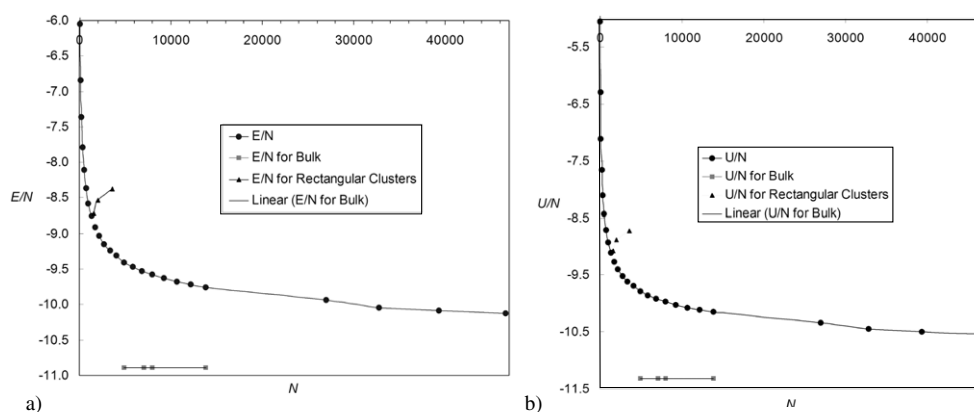 0 10000 20000 30000 40000
-6.0
-6.5
-7.0
-7.5
-8.0
-8.5
-9.0
-9.5
-10.0
-10.5
-11.0
E/N
N
E/N
E/N for Bulk
E/N for Rectangular Clusters
Linear (E/N for Bulk)
a)
0 10000 20000 30000 40000
-5.5
-6.5
-7.5
-8.5
-9.5
-10.5
-11.5
U/N
N
U/N
U/N for Bulk
U/N for Rectangular Clusters
Linear (U/N for Bulk)
b)